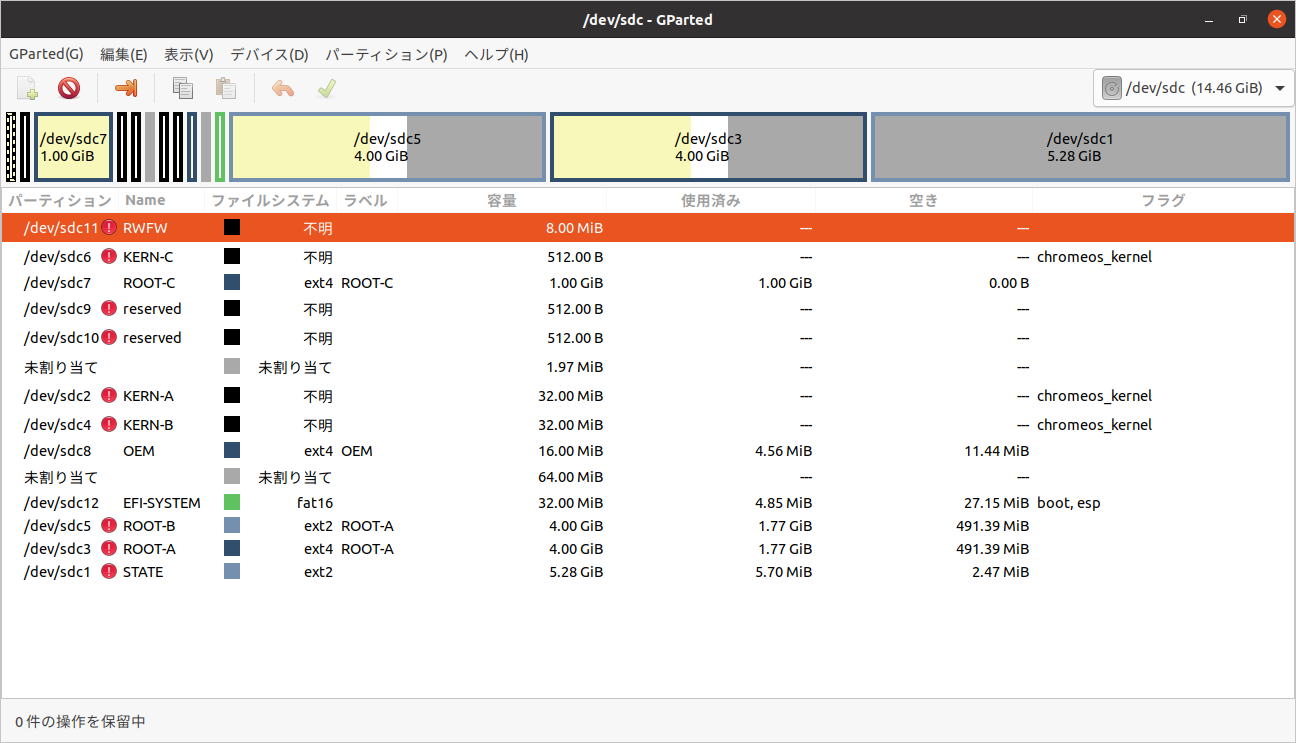 /dev/sdc - GParted
GParted(G) 編集(E) 表示(V) デバイス(D) パーティション(P) ヘルプ(H)
/dev/sdc (14.46 GiB)
/dev/sdc7
1.00 GiB
/dev/sdc5
4.00 GiB
/dev/sdc3
4.00 GiB
/dev/sdc1
5.28 GiB
パーティション Name ファイルシステム ラベル 容量 使用済み 空き フラグ
/dev/sdc11 RWFW 不明 8.00 MiB --- ---
/dev/sdc6 KERN-C 不明 512.00 B --- --- chromeos_kernel
/dev/sdc7 ROOT-C ext4 ROOT-C 1.00 GiB 1.00 GiB 0.00 B
/dev/sdc9 reserved 不明 512.00 B --- ---
/dev/sdc10 reserved 不明 512.00 B --- ---
未割り当て 未割り当て 1.97 MiB --- ---
/dev/sdc2 KERN-A 不明 32.00 MiB --- --- chromeos_kernel
/dev/sdc4 KERN-B 不明 32.00 MiB --- --- chromeos_kernel
/dev/sdc8 OEM ext4 OEM 16.00 MiB 4.56 MiB 11.44 MiB
未割り当て 未割り当て 64.00 MiB --- ---
/dev/sdc12 EFI-SYSTEM fat16 32.00 MiB 4.85 MiB 27.15 MiB boot, esp
/dev/sdc5 ROOT-B ext2 ROOT-A 4.00 GiB 1.77 GiB 491.39 MiB
/dev/sdc3 ROOT-A ext4 ROOT-A 4.00 GiB 1.77 GiB 491.39 MiB
/dev/sdc1 STATE ext2 5.28 GiB 5.70 MiB 2.47 MiB
0 件の操作を保留中